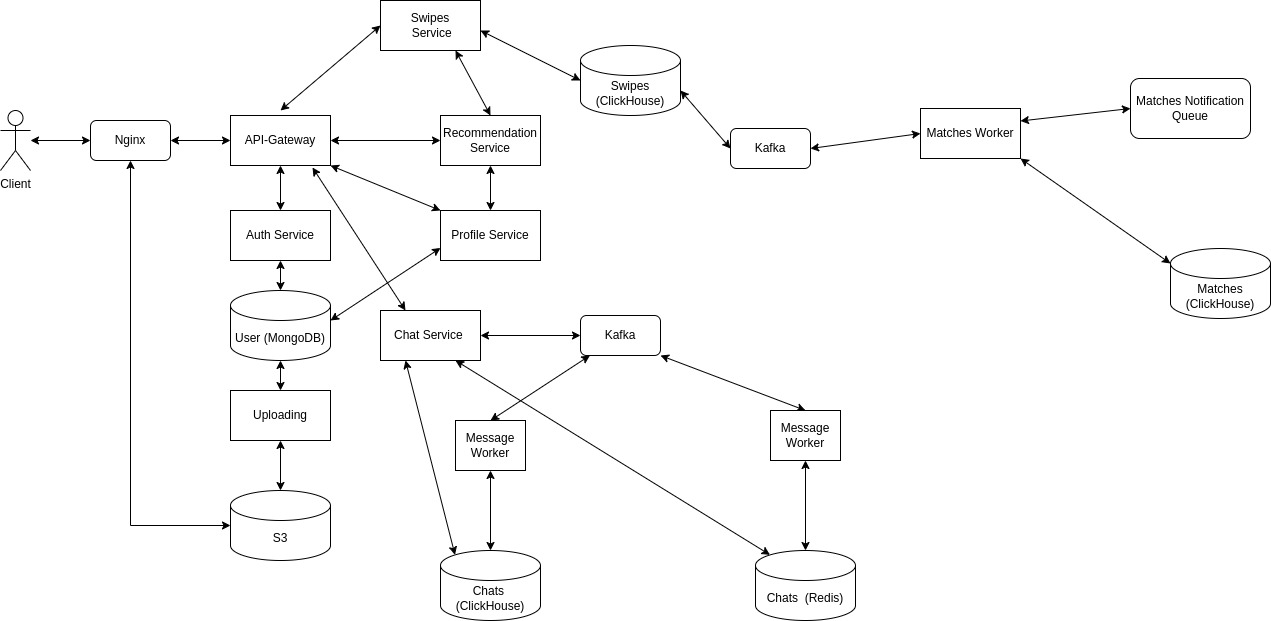 Swipes
Service
Swipes
(ClickHouse)
Matches Notification
Queue
Client
Nginx
API-Gateway
Recommendation
Service
Kafka
Matches Worker
Auth Service
Profile Service
Matches
(ClickHouse)
User (MongoDB)
Chat Service
Kafka
Uploading
Message
Worker
Message
Worker
S3
Chats
(ClickHouse)
Chats  (Redis)